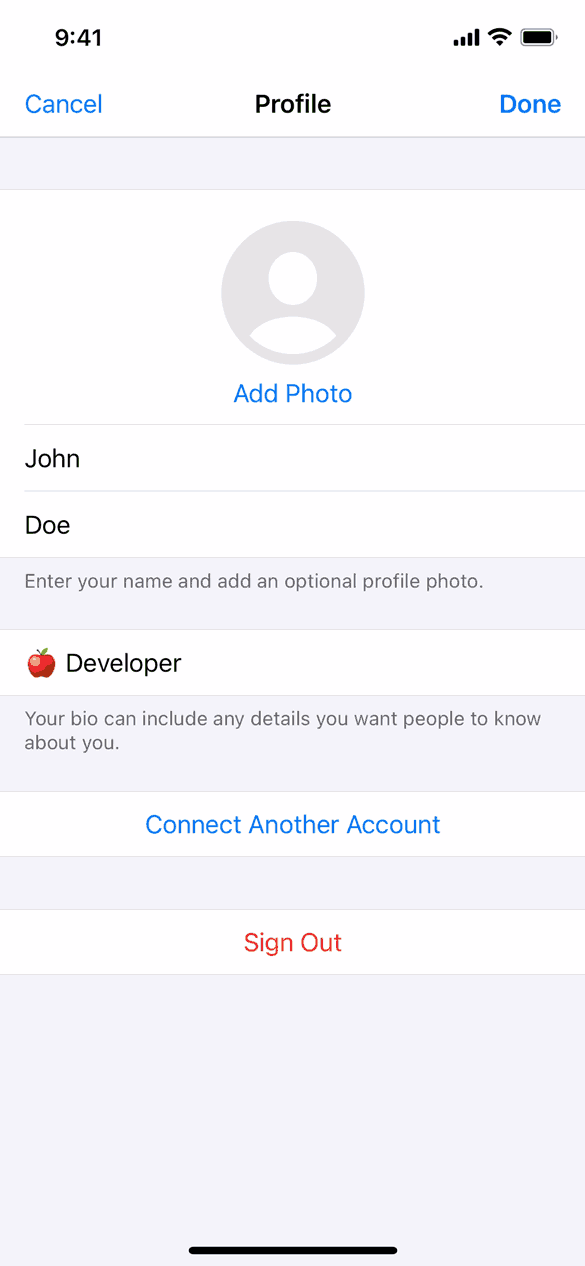 9:41
Cancel Profile Done
Add Photo
John
Doe
Enter your name and add an optional profile photo.
🍎 Developer
Your bio can include any details you want people to know
about you.
Connect Another Account
Sign Out